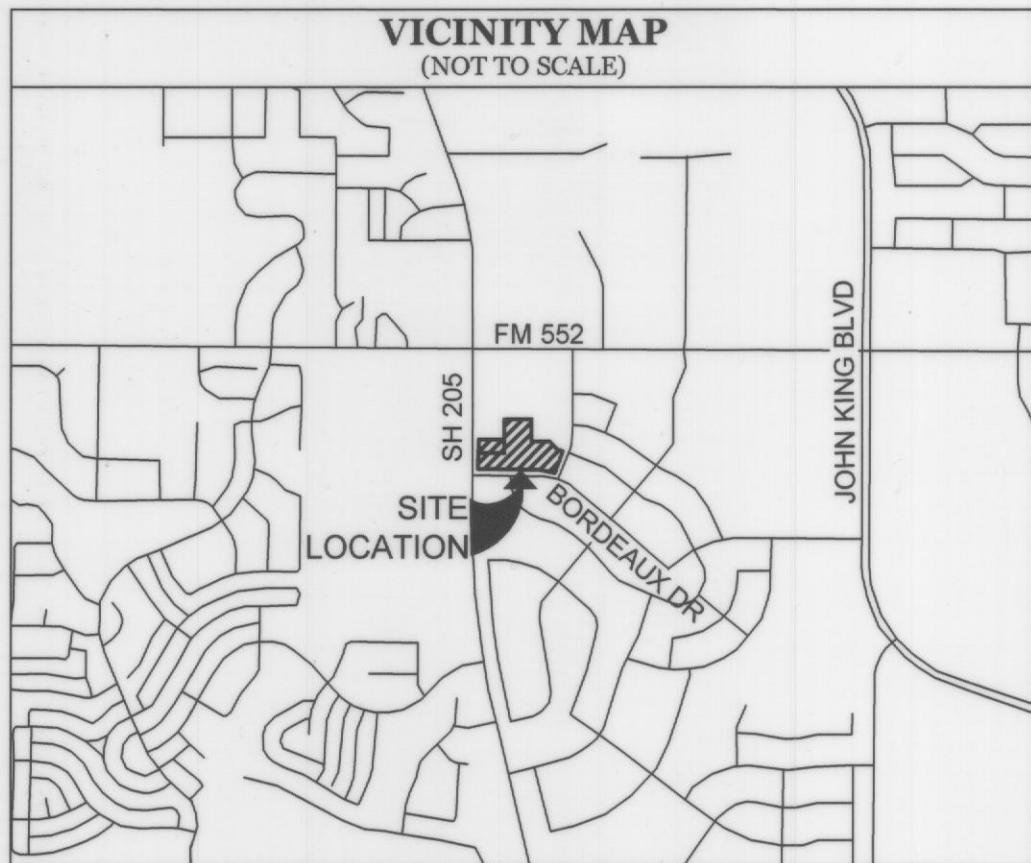 VICINITY MAP
(NOT TO SCALE)
FM 552
SH 205
JOHN KING BLVD
SITE
LOCATION
BORDEAUX DR